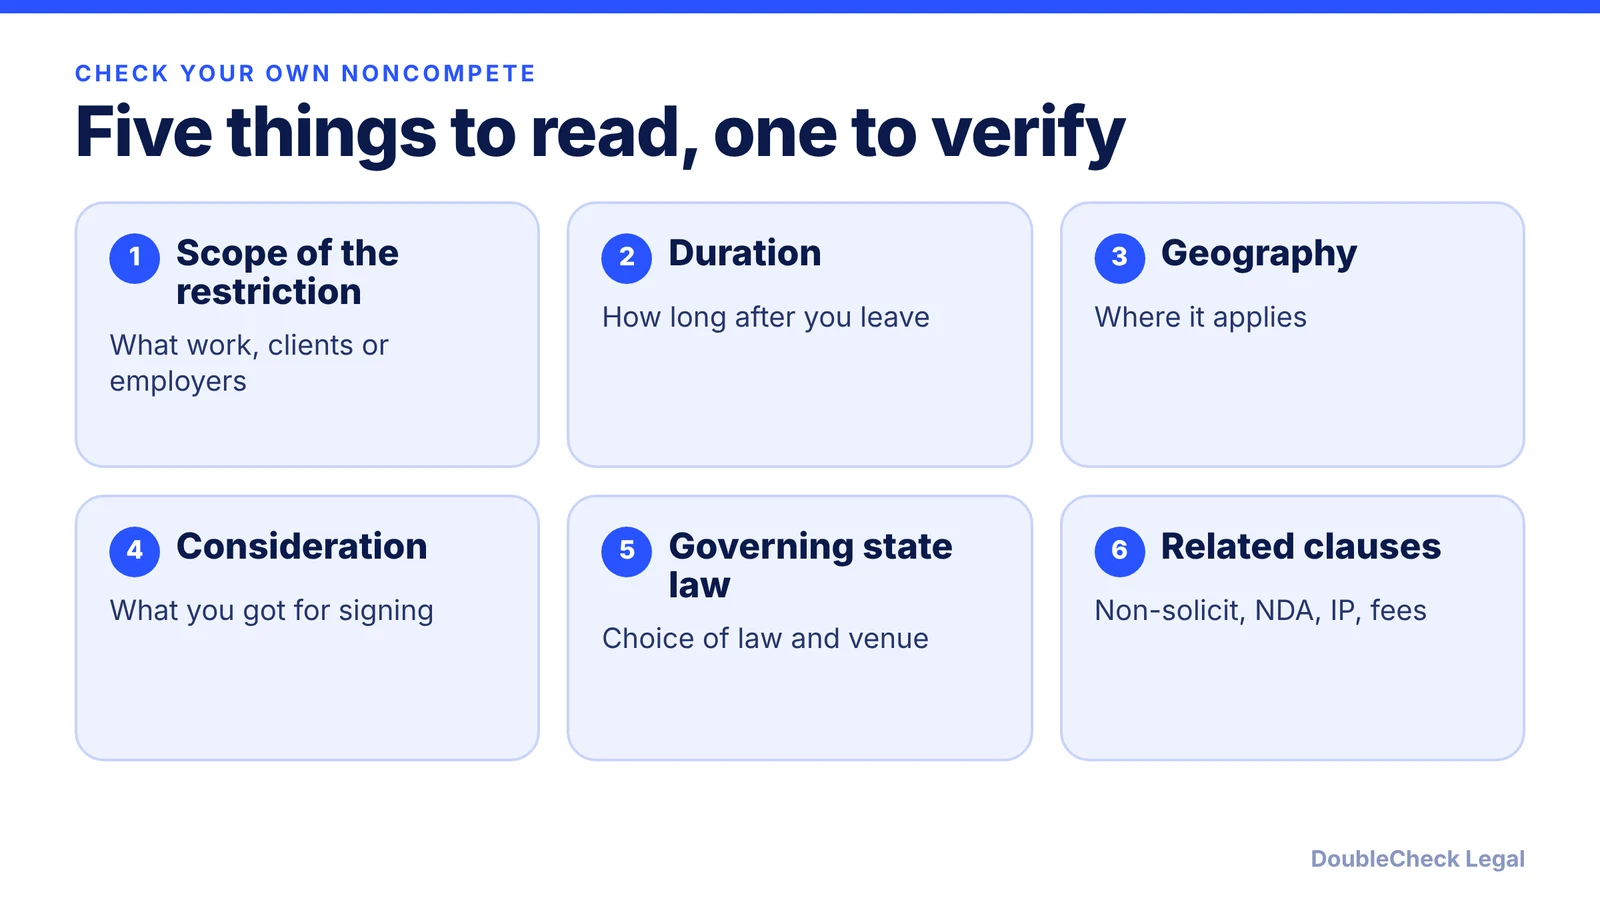 CHECK YOUR OWN NONCOMPETE
Five things to read, one to verify
1
Scope of the
restriction
What work, clients or
employers
2
Duration
How long after you leave
3
Geography
Where it applies
4
Consideration
What you got for signing
5
Governing state
law
Choice of law and venue
6
Related clauses
Non-solicit, NDA, IP, fees
DoubleCheck Legal